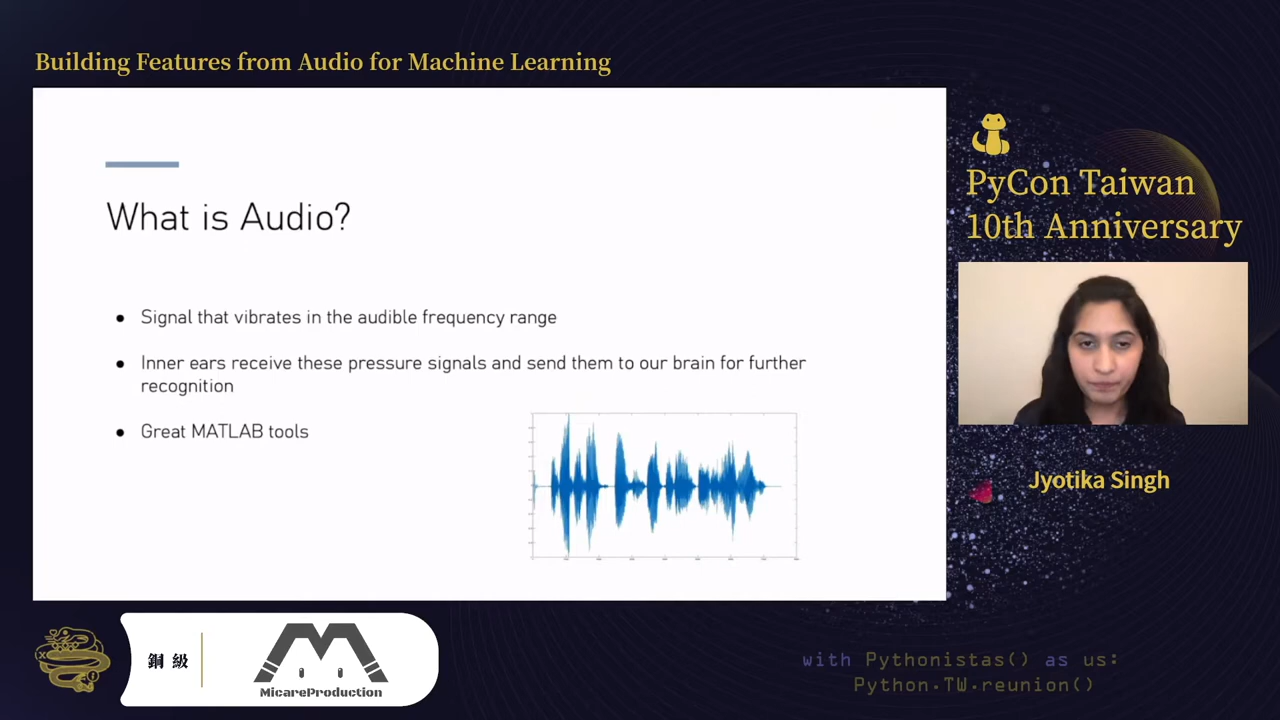 Building Features from Audio for Machine Learning
What is Audio?
● Signal that vibrates in the audible frequency range
● Inner ears receive these pressure signals and send them to our brain for further
recognition
● Great MATLAB tools
PyCon Taiwan
10th Anniversary
Jyotika Singh
銅級
MicareProduction
with Pythonistas() as us:
Python.TW.reunion()